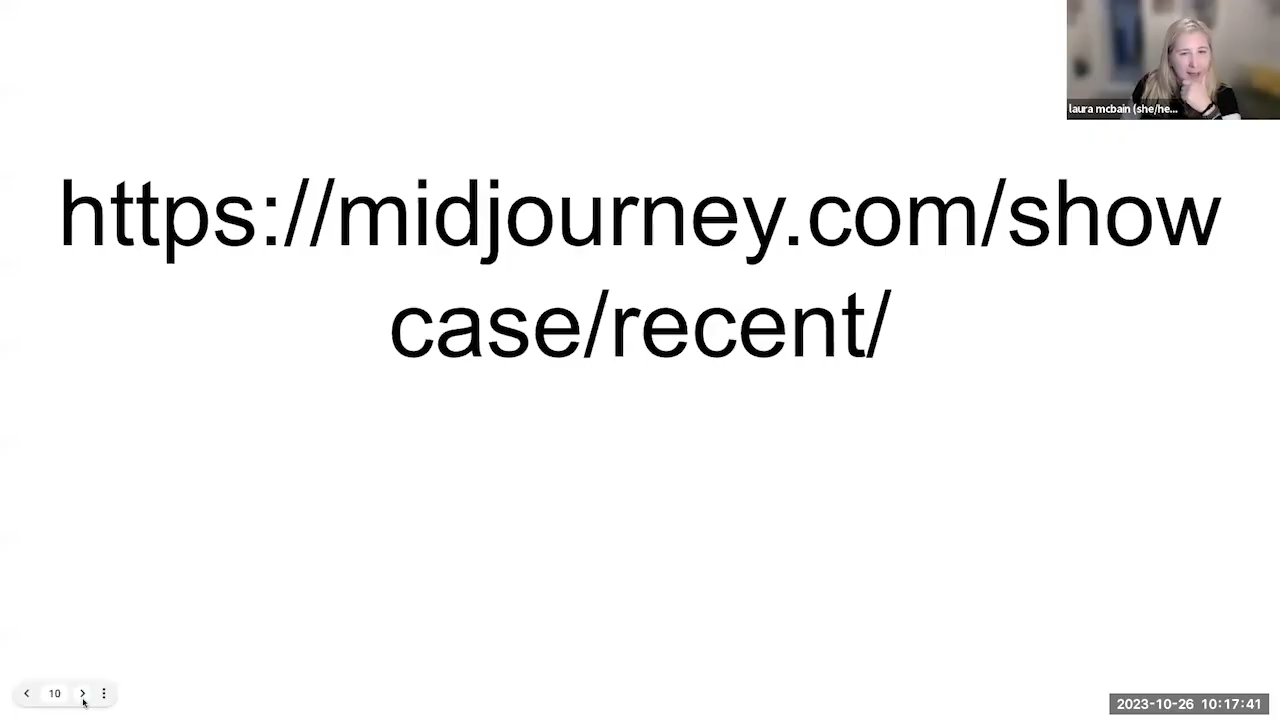 laura mcbain (she/he...
https://midjourney.com/show
case/recent/
10
2023-10-26 10:17:41